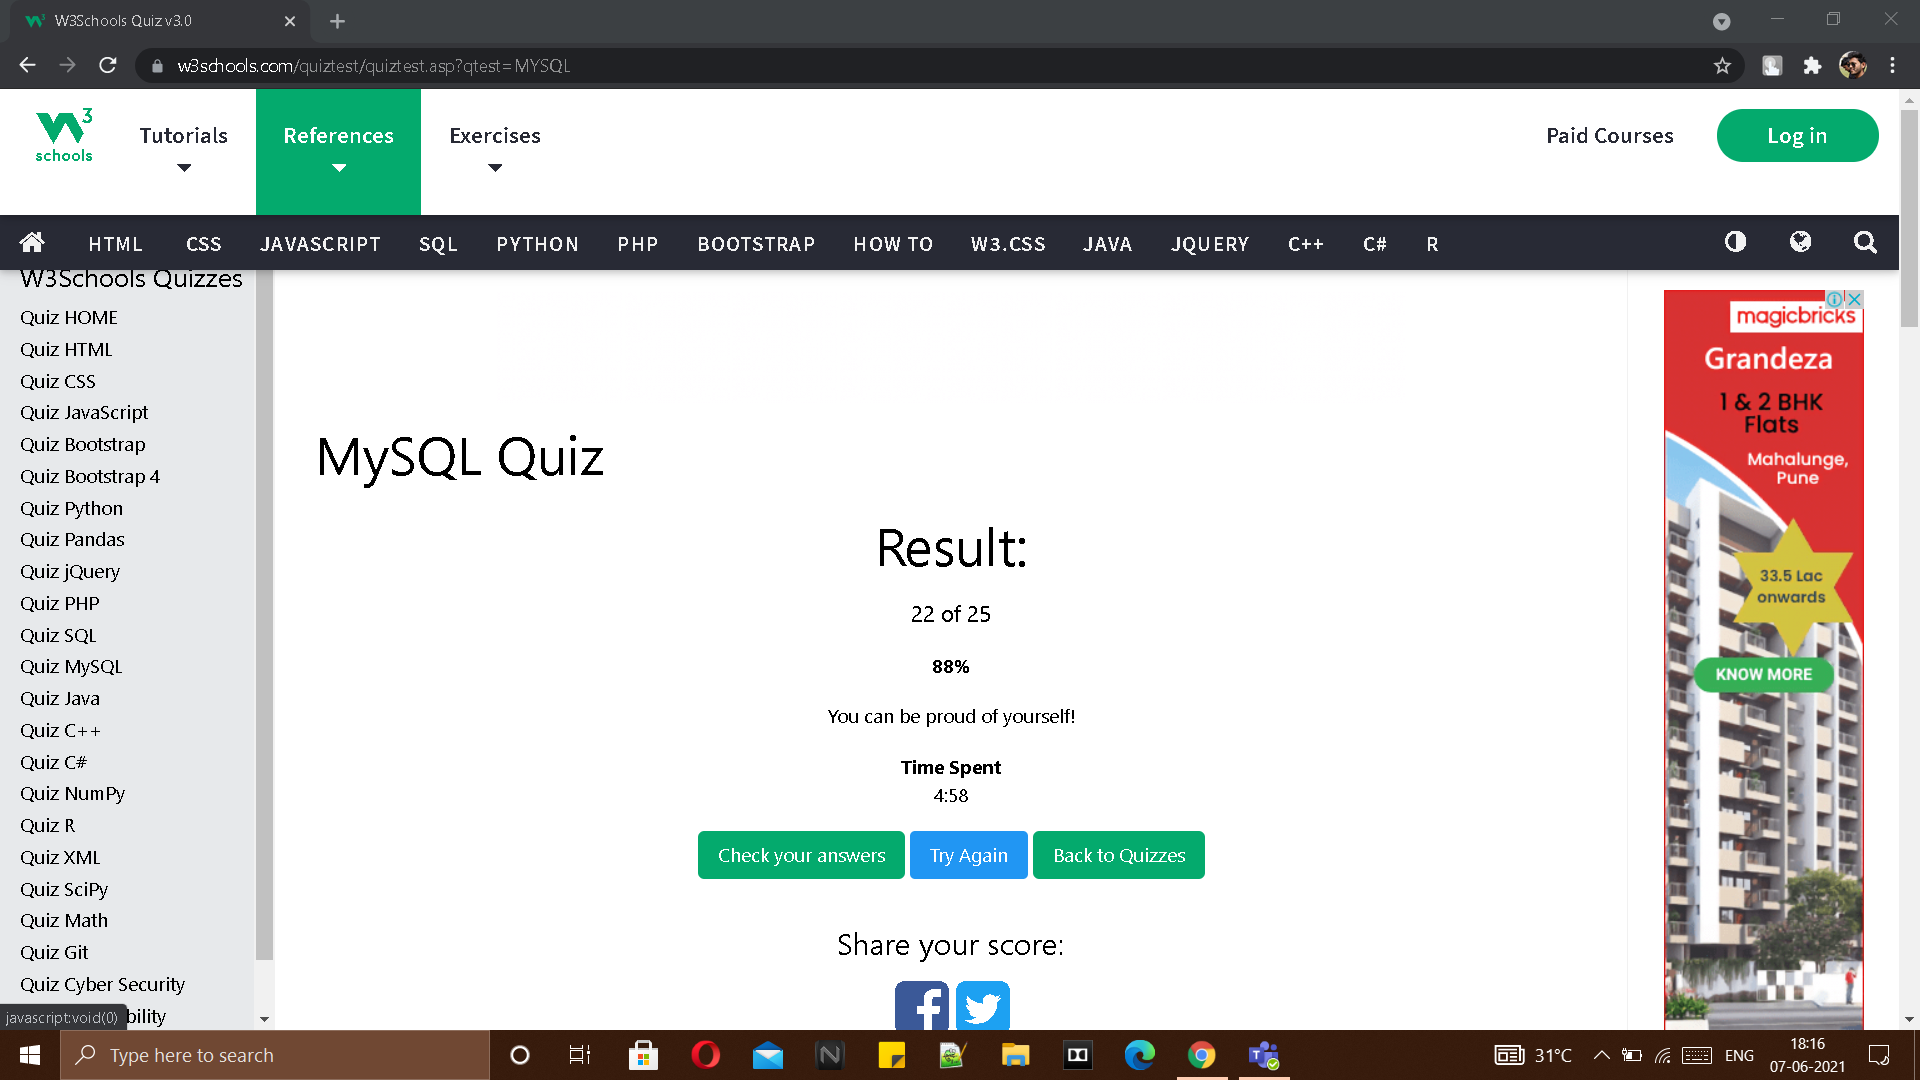 W3Schools Quiz v3.0
w3schools.com/quiztest/quiztest.asp?qtest=MYSQL
W3
schools
Tutorials
References
Exercises
Paid Courses
Log in
HTML CSS JAVASCRIPT SQL PYTHON PHP BOOTSTRAP HOW TO W3.CSS JAVA JQUERY C++ C# R
W3Schools Quizzes
Quiz HOME
Quiz HTML
Quiz CSS
Quiz JavaScript
Quiz Bootstrap
Quiz Bootstrap 4
Quiz Python
Quiz Pandas
Quiz jQuery
Quiz PHP
Quiz SQL
Quiz MySQL
Quiz Java
Quiz C++
Quiz C#
Quiz NumPy
Quiz R
Quiz XML
Quiz SciPy
Quiz Math
Quiz Git
Quiz Cyber Security
bility
javascript:void(0)
MySQL Quiz
Result:
22 of 25
88%
You can be proud of yourself!
Time Spent
4:58
Check your answers
Try Again
Back to Quizzes
Share your score:
magicbricks
Grandeza
1 & 2 BHK
Flats
Mahalunge,
Pune
33.5 Lac
onwards
KNOW MORE
Type here to search
31°C
ENG
18:16
07-06-2021